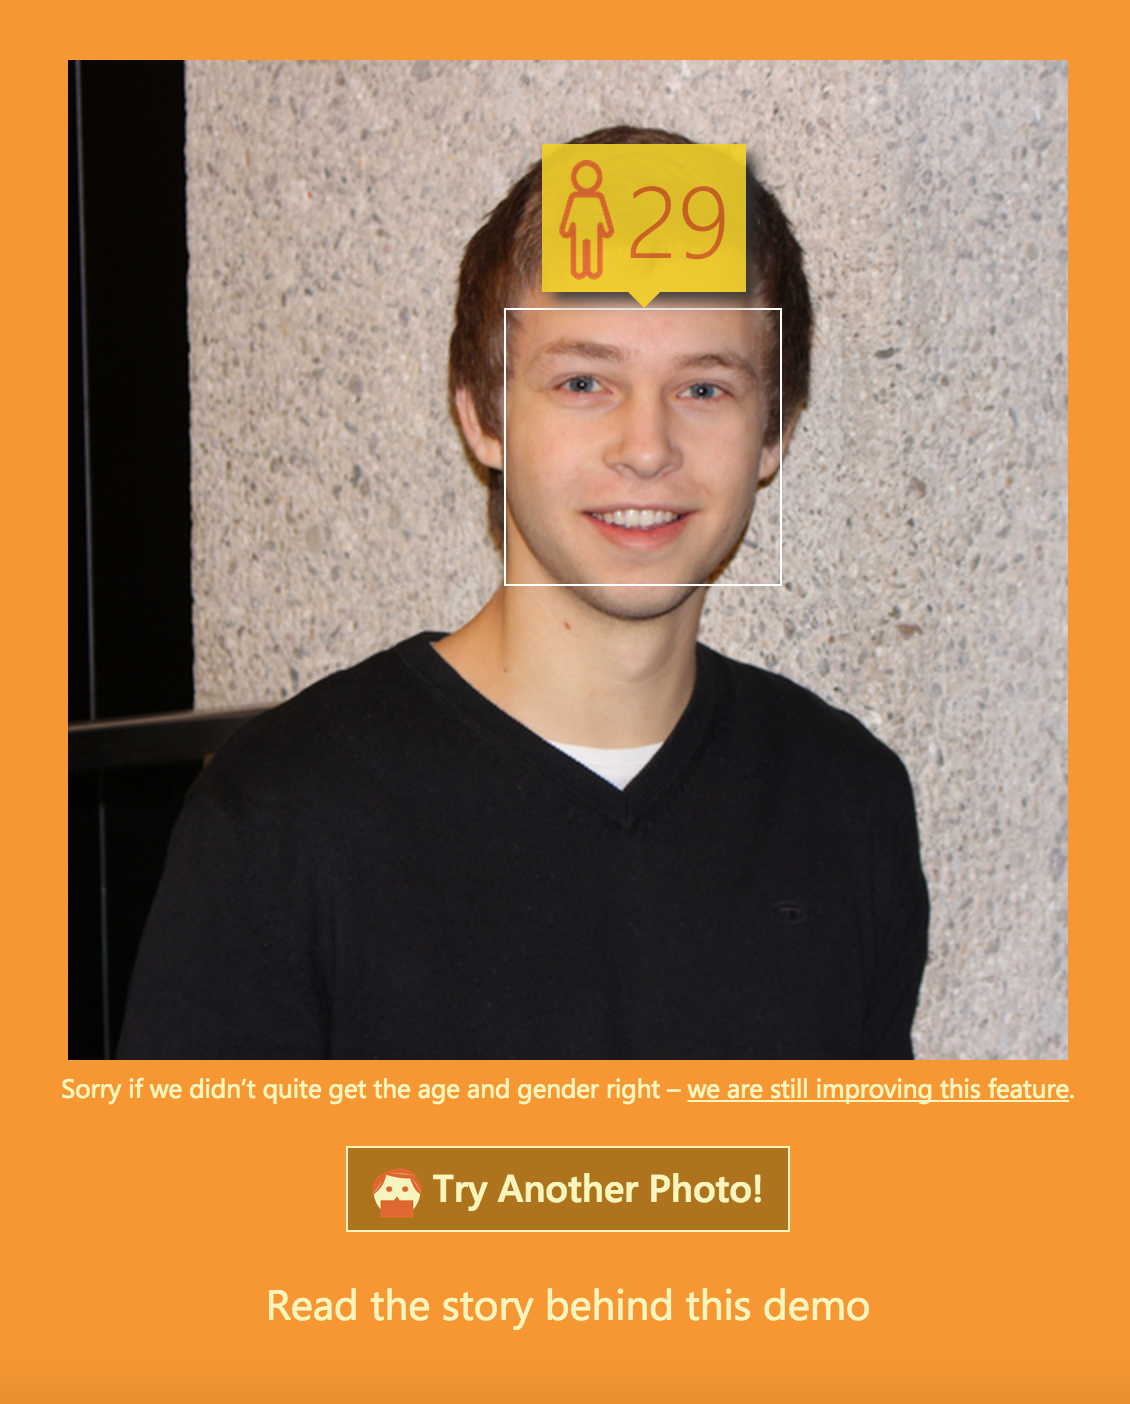 29
Sorry if we didn’t quite get the age and gender right – we are still improving this feature.
Try Another Photo!
Read the story behind this demo